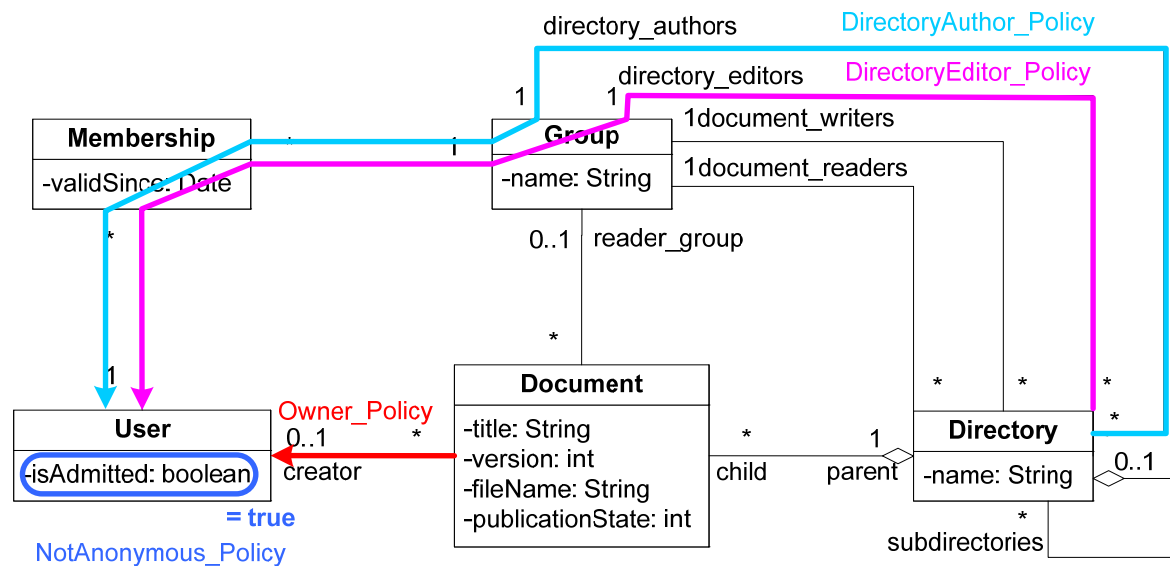 directory_authors
DirectoryAuthor_Policy
directory_editors
DirectoryEditor_Policy
1
1
Membership
-validSince: Date
*
1
Group
-name: String
1document_writers
1document_readers
*
0..1
reader_group
1
*
*
*
*
*
User
-isAdmitted: boolean
= true
NotAnonymous_Policy
Owner_Policy
0..1
*
creator
Document
-title: String
-version: int
-fileName: String
-publicationState: int
*
child
1
parent
Directory
-name: String
0..1
*
subdirectories